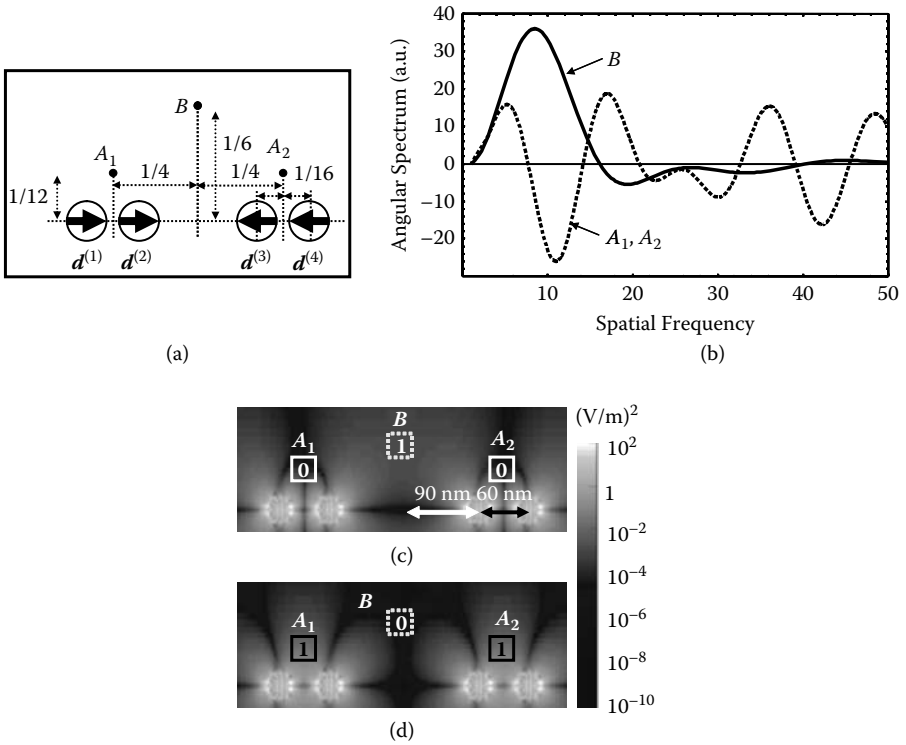 (a)
B
A1
A2
1/6
1/4
1/4
1/16
1/12
d(1)
d(2)
d(3)
d(4)
(b)
Angular Spectrum (a.u.)
40
30
20
10
0
−10
−20
B
A1, A2
10
20
30
40
50
Spatial Frequency
(a)
(b)
B
A1
1
A2
0
0
90 nm
60 nm
(c)
B
A1
0
A2
1
1
(d)
(V/m)2
10^2
1
10^−2
10^−4
10^−6
10^−8
10^−10